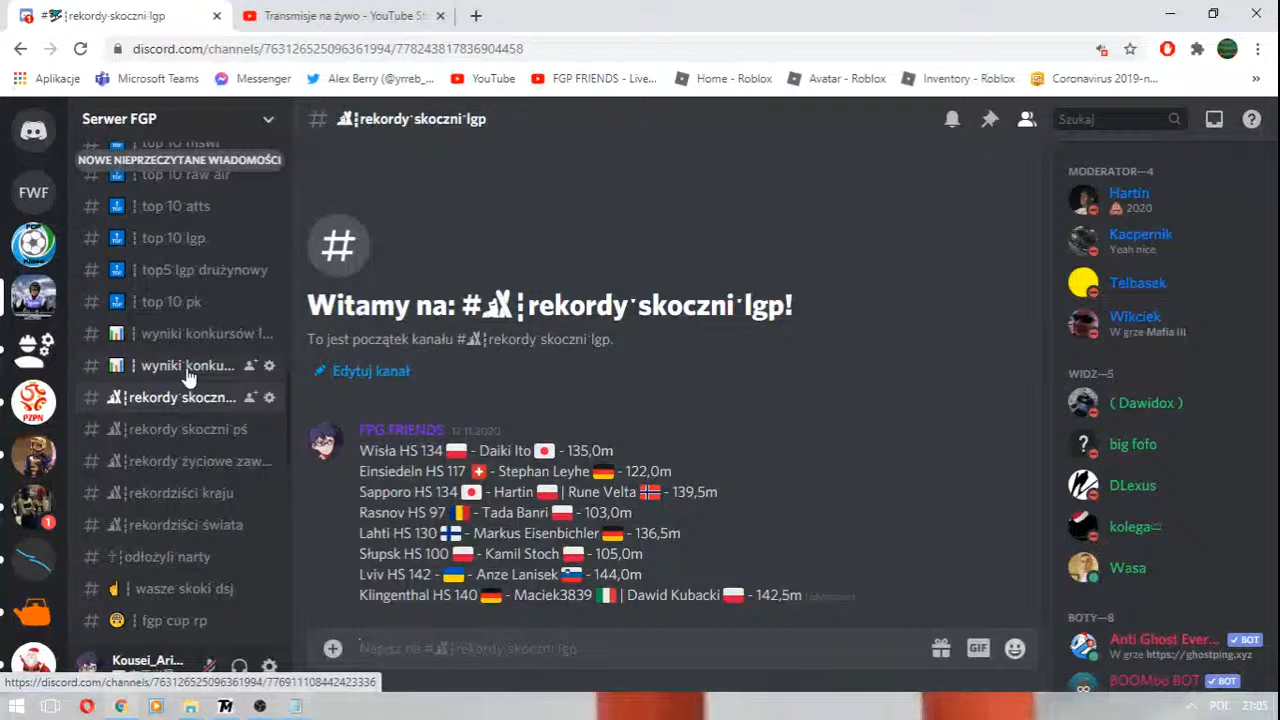 #🎿┆rekordy·skoczni·lgp
Transmisje na żywo - YouTube St
discord.com/channels/763126525096361994/778243817836904458
Aplikacje
Microsoft Teams
Messenger
Alex Berry (@yrreb_...
YouTube
FGP FRIENDS - Live...
Home - Roblox
Avatar - Roblox
Inventory - Roblox
Coronavirus 2019-n...
»
Serwer FGP
# 🎿┆rekordy·skoczni·lgp
Szukaj
FWF
PZPN
1
NOWE NIEPRZECZYTANE WIADOMOŚCI
top 10 raw air
top 10 atts
top 10 lgp
top5 lgp drużynowy
top 10 pk
wyniki konkursów l...
wyniki konku...
rekordy skoczn...
rekordy skoczni pś
rekordy życiowe zaw...
rekordziści kraju
rekordziści świata
odłożyli narty
wasze skoki dsj
fgp cup rp
Kousei_Ari...
Witamy na: #🎿┆rekordy·skoczni·lgp!
To jest początek kanału #🎿┆rekordy skoczni lgp.
Edytuj kanał
FPG FRIENDS 12.11.2020
Wisła HS 134 🇵🇱 - Daiki Ito 🇯🇵 - 135,0m
Einsiedeln HS 117 🇨🇭 - Stephan Leyhe 🇩🇪 - 122,0m
Sapporo HS 134 🇯🇵 - Hartin 🇵🇱 | Rune Velta 🇳🇴 - 139,5m
Rasnov HS 97 🇷🇴 - Tada Banri 🇵🇱 - 103,0m
Lahti HS 130 🇫🇮 - Markus Eisenbichler 🇩🇪 - 136,5m
Słupsk HS 100 🇵🇱 - Kamil Stoch 🇵🇱 - 105,0m
Lviv HS 142 - 🇺🇦 - Anze Lanisek 🇸🇮 - 144,0m
Klingenthal HS 140 🇩🇪 - Maciek3839 🇮🇹 | Dawid Kubacki 🇵🇱 - 142,5m
Napisz na #🎿┆rekordy skoczni lgp
GIF
MODERATOR—4
Hartin
💩 2020
Kacpernik
Yeah nice
Telbasek
Wikciek
W grze Mafia III
WIDZ—5
( Dawidox )
big fofo
DLexus
kolega
Wasa
BOTY—8
Anti Ghost Ever... ✓ BOT
W grze https://ghostping.xyz
BOOMbo BOT ✓ BOT
https://discord.com/channels/763126525096361994/776911108442423336
POL
21:05